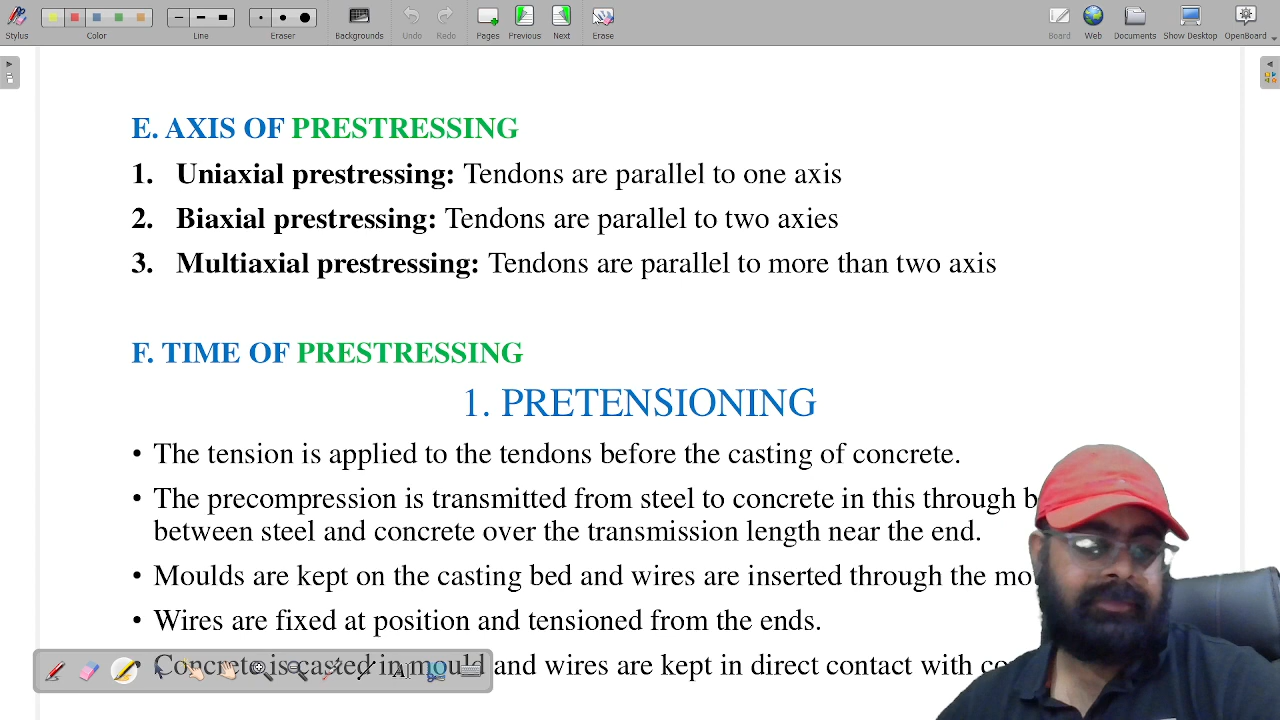 Stylus Color Line Eraser Backgrounds Undo Redo Pages Previous Next Erase Board Web Documents Show Desktop OpenBoard
E. AXIS OF PRESTRESSING
1. Uniaxial prestressing: Tendons are parallel to one axis
2. Biaxial prestressing: Tendons are parallel to two axies
3. Multiaxial prestressing: Tendons are parallel to more than two axis
F. TIME OF PRESTRESSING
1. PRETENSIONING
• The tension is applied to the tendons before the casting of concrete.
• The precompression is transmitted from steel to concrete in this through
between steel and concrete over the transmission length near the end.
• Moulds are kept on the casting bed and wires are inserted through the
• Wires are fixed at position and tensioned from the ends.
• Concrete is casted in mould and wires are kept in direct contact with